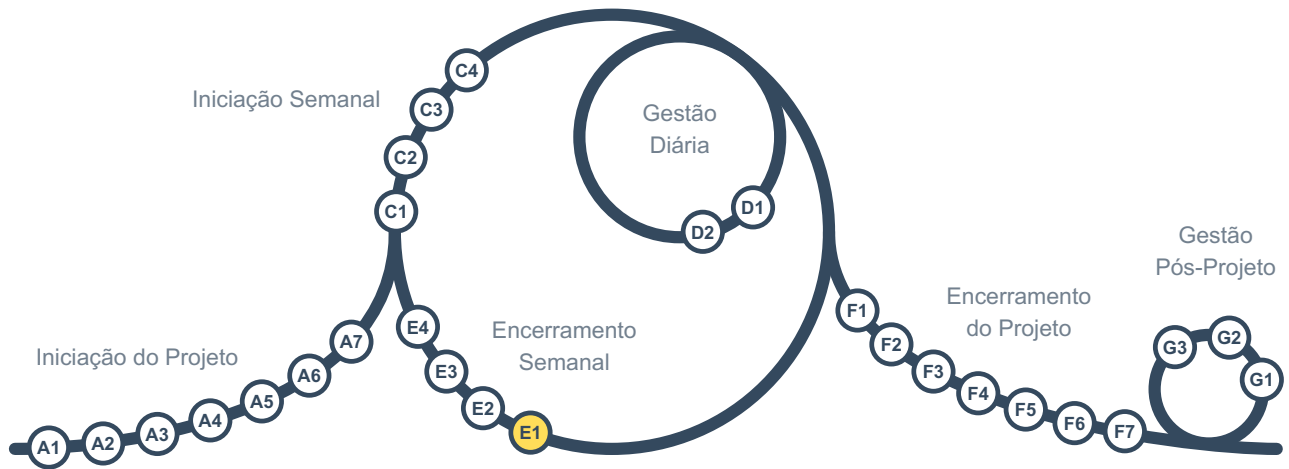 Iniciação do Projeto
A1
A2
A3
A4
A5
A6
A7
Iniciação Semanal
C1
C2
C3
C4
Gestão
Diária
D1
D2
Encerramento
Semanal
E1
E2
E3
E4
Encerramento
do Projeto
F1
F2
F3
F4
F5
F6
F7
Gestão
Pós-Projeto
G1
G2
G3